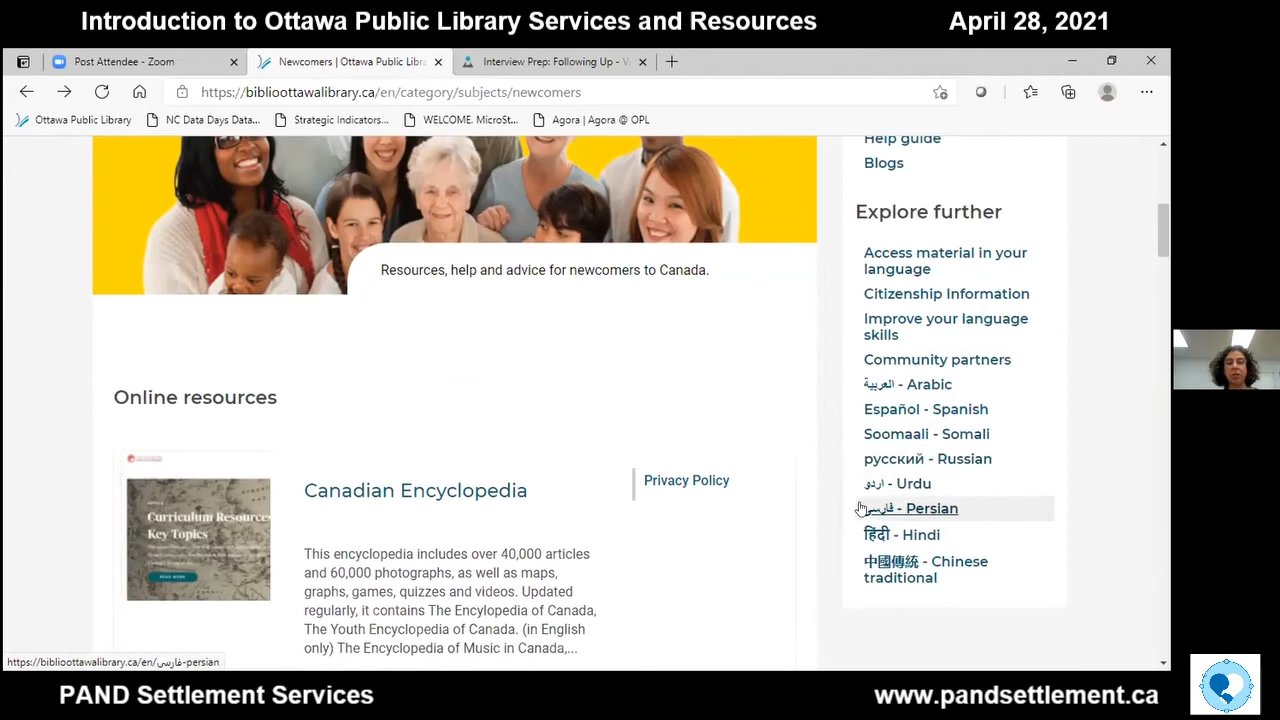 Introduction to Ottawa Public Library Services and Resources
April 28, 2021
Post Attendee - Zoom
Newcomers | Ottawa Public Libra
Interview Prep: Following Up - V
https://biblioottawalibrary.ca/en/category/subjects/newcomers
Ottawa Public Library
NC Data Days Data...
Strategic Indicators...
WELCOME. MicroSt...
Agora | Agora @ OPL
Help guide
Blogs
Explore further
Access material in your
language
Citizenship Information
Improve your language
skills
Community partners
العربية - Arabic
Español - Spanish
Soomaali - Somali
русский - Russian
اردو - Urdu
فارسی - Persian
हिंदी - Hindi
中國傳統 - Chinese
traditional
Resources, help and advice for newcomers to Canada.
Online resources
Curriculum Resources
Key Topics
READ MORE
Canadian Encyclopedia
Privacy Policy
This encyclopedia includes over 40,000 articles
and 60,000 photographs, as well as maps,
graphs, games, quizzes and videos. Updated
regularly, it contains The Encylopedia of Canada,
The Youth Encyclopedia of Canada. (in English
only) The Encyclopedia of Music in Canada,...
https://biblioottawalibrary.ca/en/فارسی-persian
PAND Settlement Services
www.pandsettlement.ca